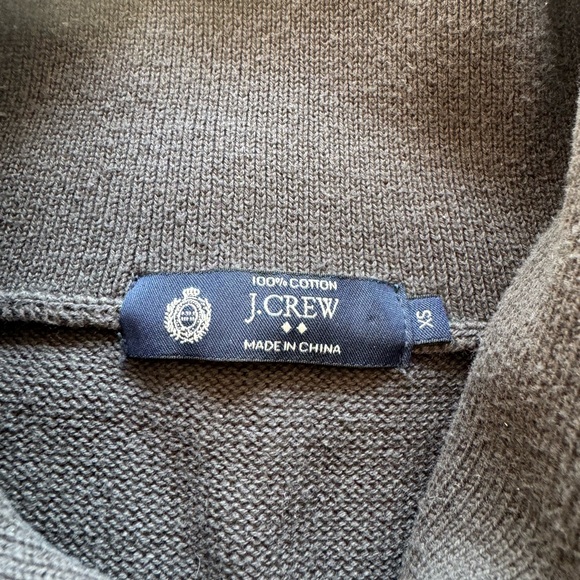 100% COTTON
J.CREW
MADE IN CHINA
XS